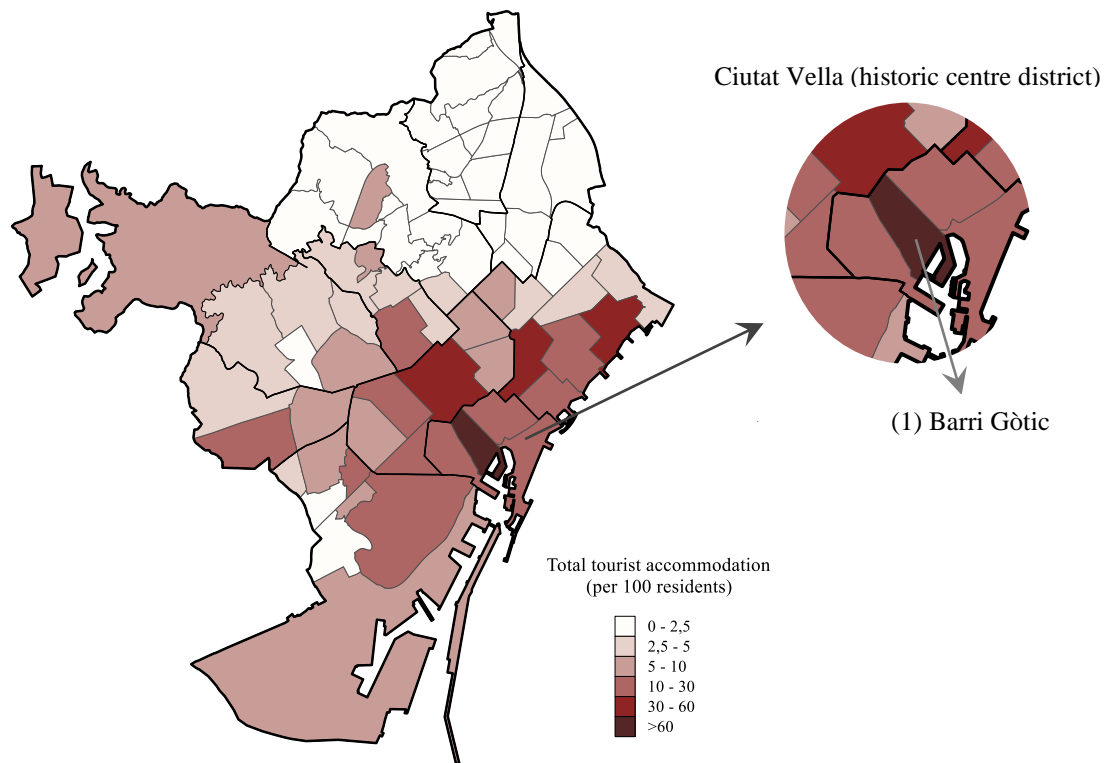 Ciutat Vella (historic centre district)
(1) Barri Gòtic
Total tourist accommodation
(per 100 residents)
0 - 2,5
2,5 - 5
5 - 10
10 - 30
30 - 60
>60